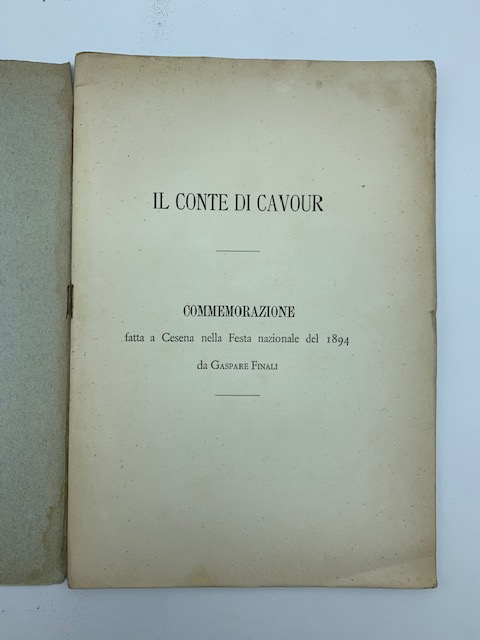 IL CONTE DI CAVOUR
COMMEMORAZIONE
fatta a Cesena nella Festa nazionale del 1894
da GASPARE FINALI